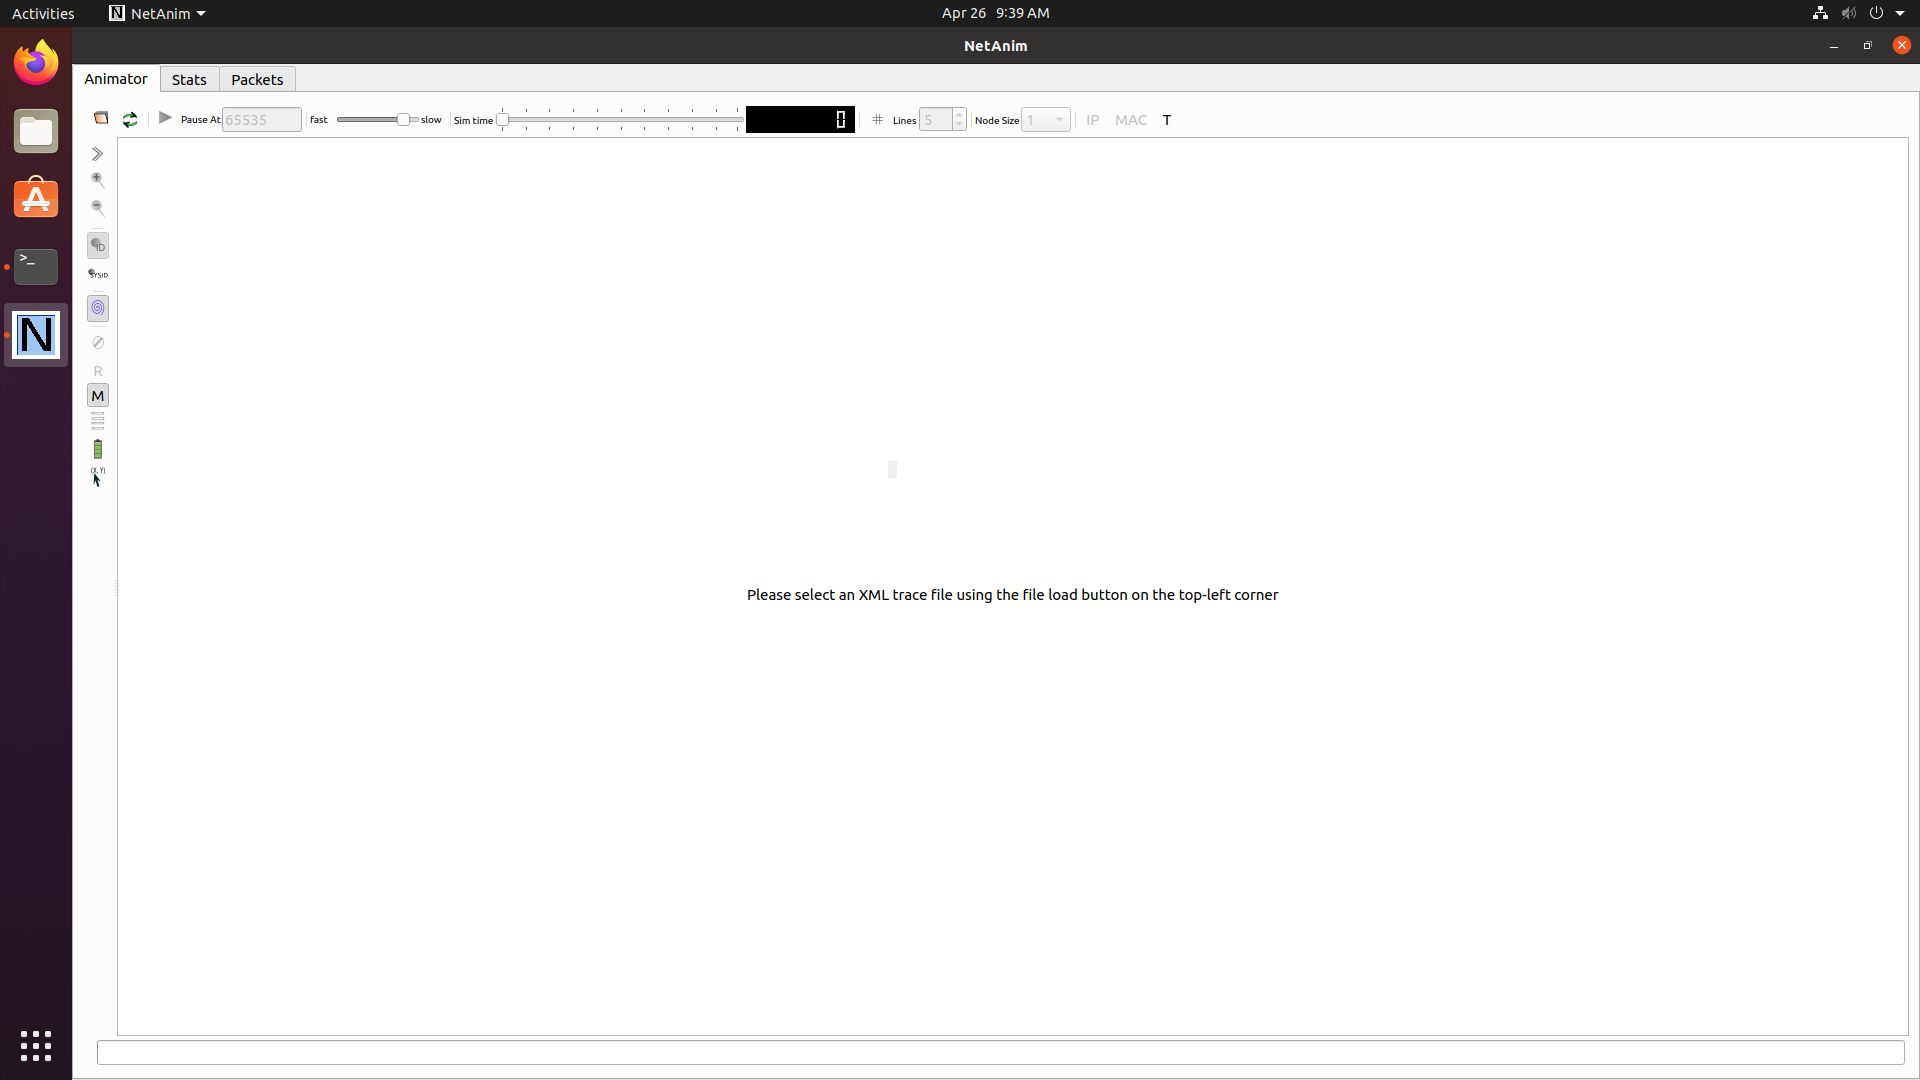 Activities NetAnim Apr 26 9:39 AM
NetAnim
Animator Stats Packets
Pause At 65535 fast slow Sim time 0 Lines 5 Node Size 1 IP MAC T
ID
SYSID
R
M
(X, Y)
Please select an XML trace file using the file load button on the top-left corner